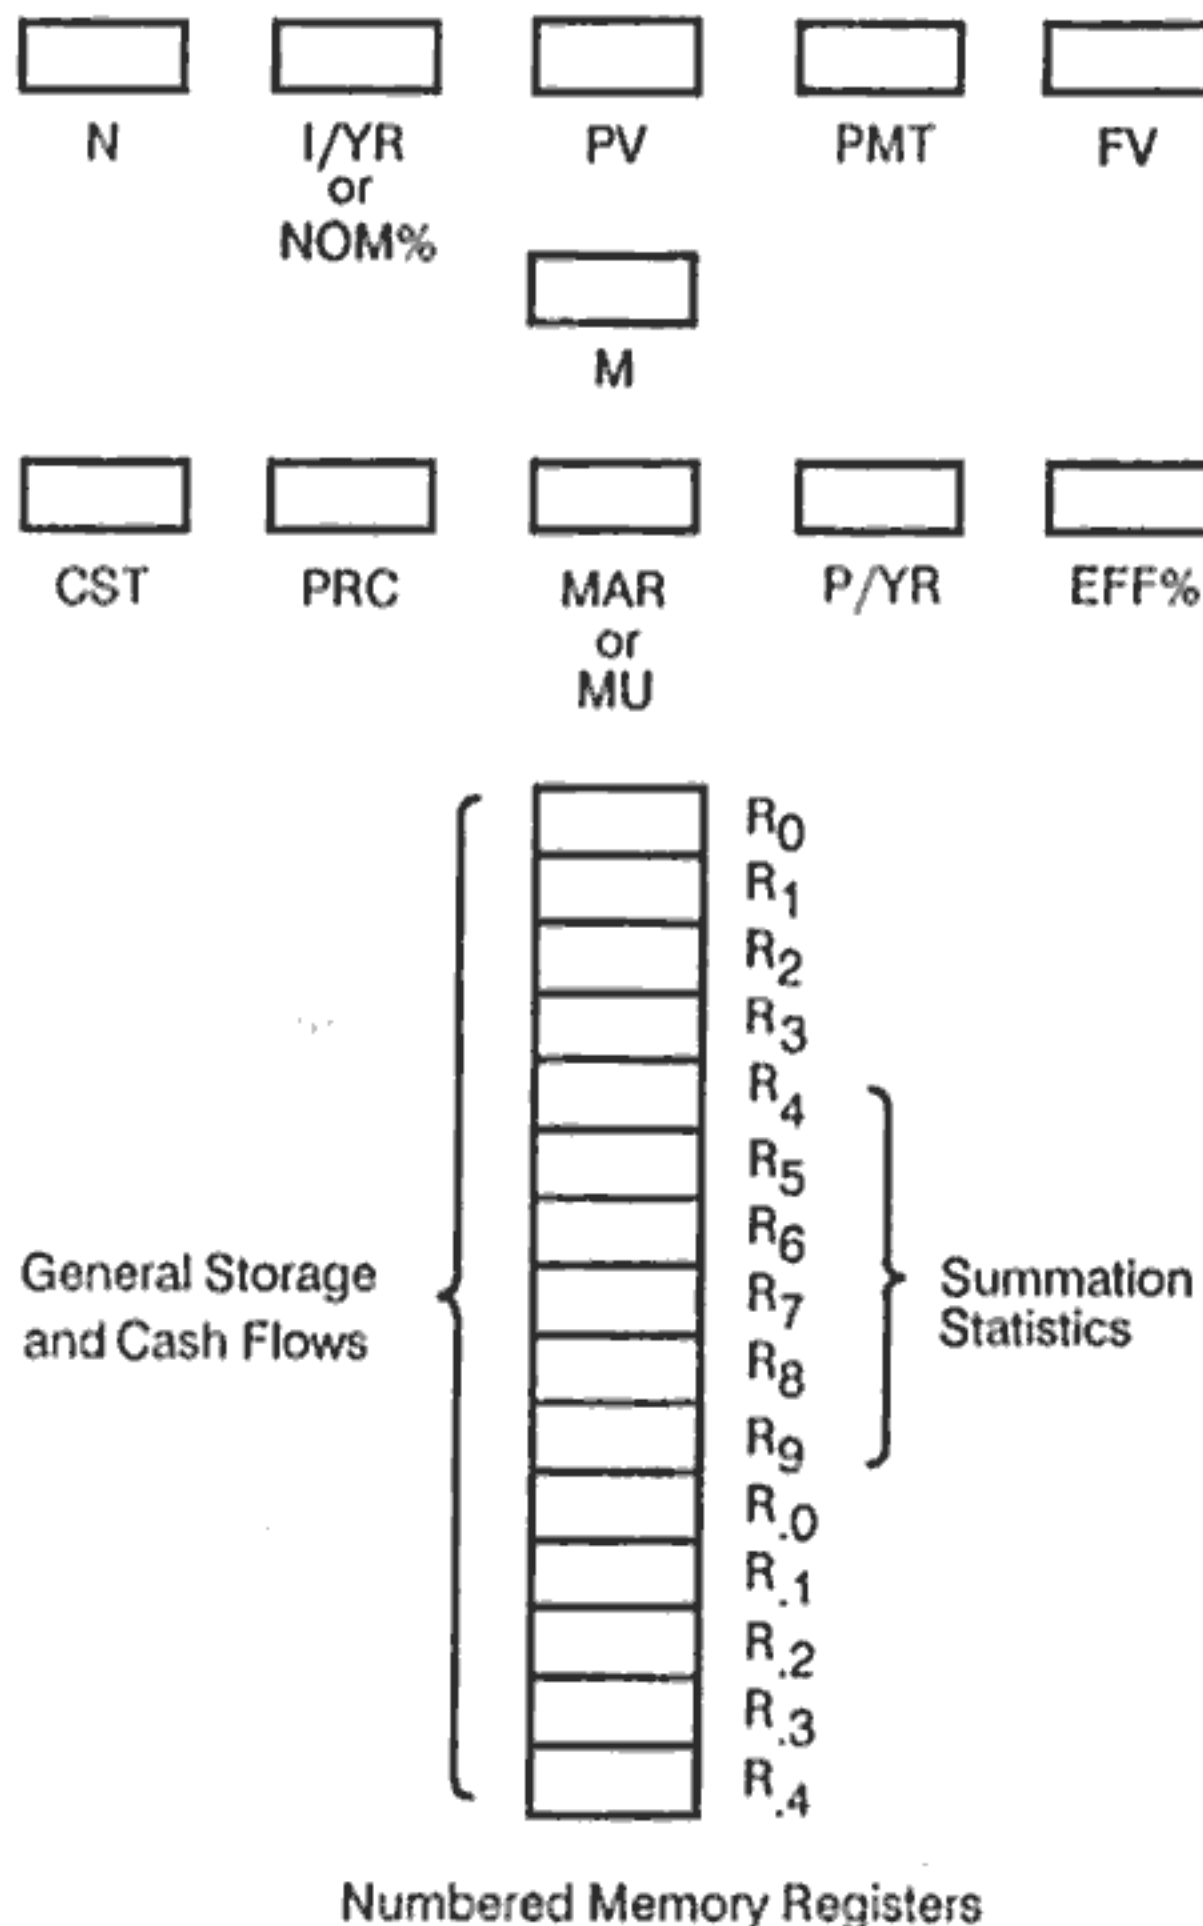 N I/YR PV PMT FV
or
NOM%
M
CST PRC MAR P/YR EFF%
or
MU
R0
R1
R2
R3
R4
R5
R6
General Storage
and Cash Flows
Summation
Statistics
R7
R8
R9
R.0
R.1
R.2
R.3
R.4
Numbered Memory Registers